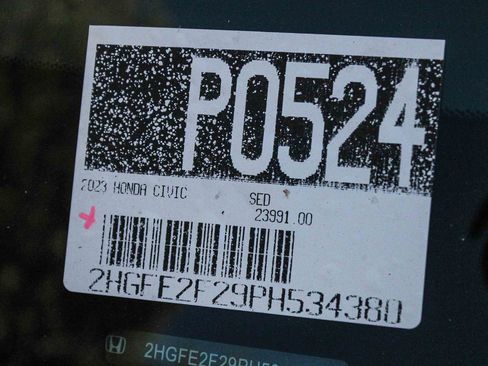 P0524
2023 HONDA CIVIC
SED
23991.00
2HGFE2F29PH534380